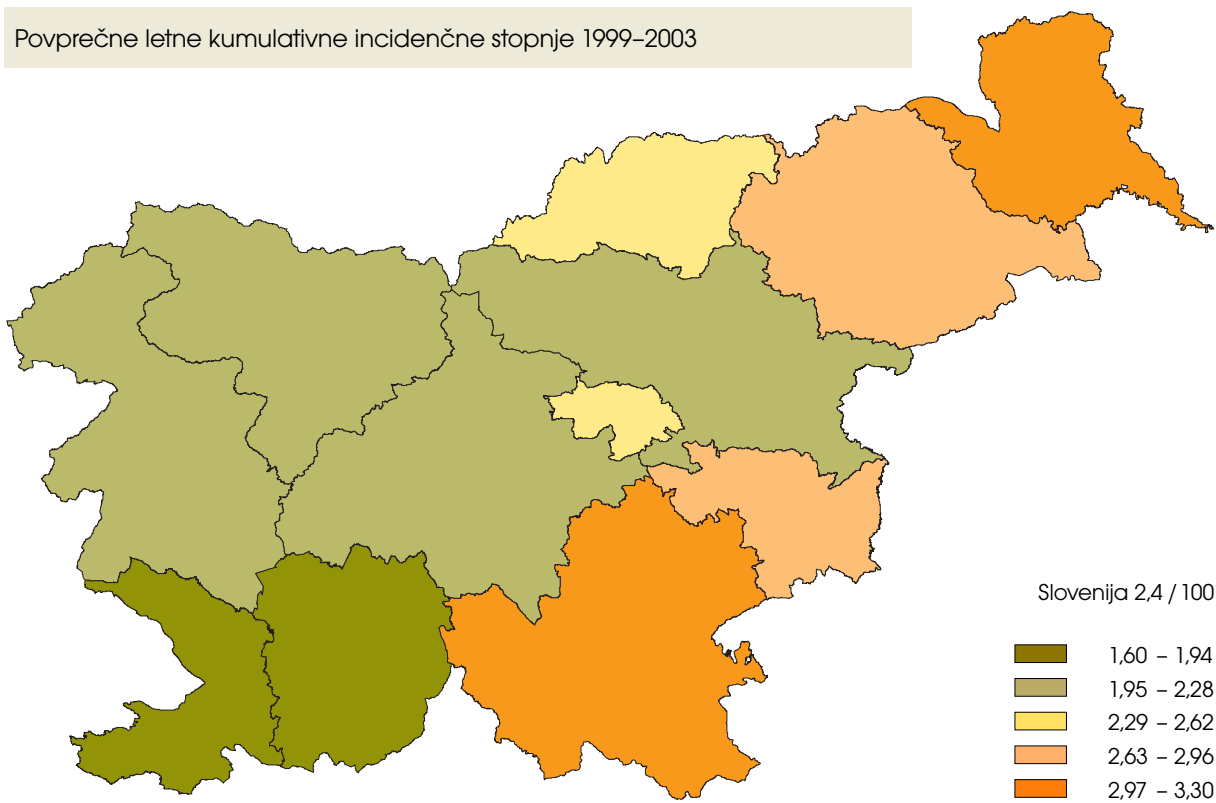 Povprečne letne kumulativne incidenčne stopnje 1999–2003
Slovenija 2,4 / 100
1,60 – 1,94
1,95 – 2,28
2,29 – 2,62
2,63 – 2,96
2,97 – 3,30